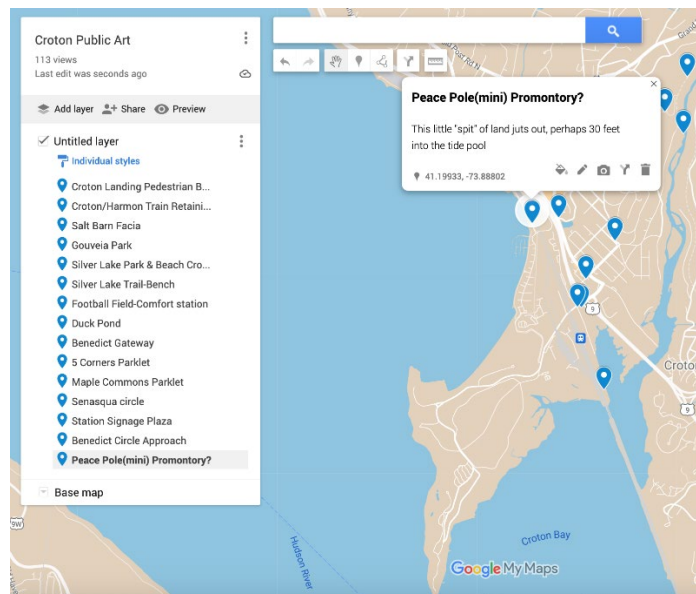 Croton Public Art
113 views
Last edit was seconds ago
Add layer Share Preview
Untitled layer
Individual styles
Croton Landing Pedestrian B...
Croton/Harmon Train Retaini...
Salt Barn Facia
Gouveia Park
Silver Lake Park & Beach Cro...
Silver Lake Trail-Bench
Football Field-Comfort station
Duck Pond
Benedict Gateway
5 Corners Parklet
Maple Commons Parklet
Senasqua circle
Station Signage Plaza
Benedict Circle Approach
Peace Pole(mini) Promontory?
Base map
Peace Pole(mini) Promontory?
This little "spit" of land juts out, perhaps 30 feet
into the tide pool
41.19933, -73.88802
Post Rd N
9
Croto
9
9W
Hudson River
Croton Bay
Google My Maps